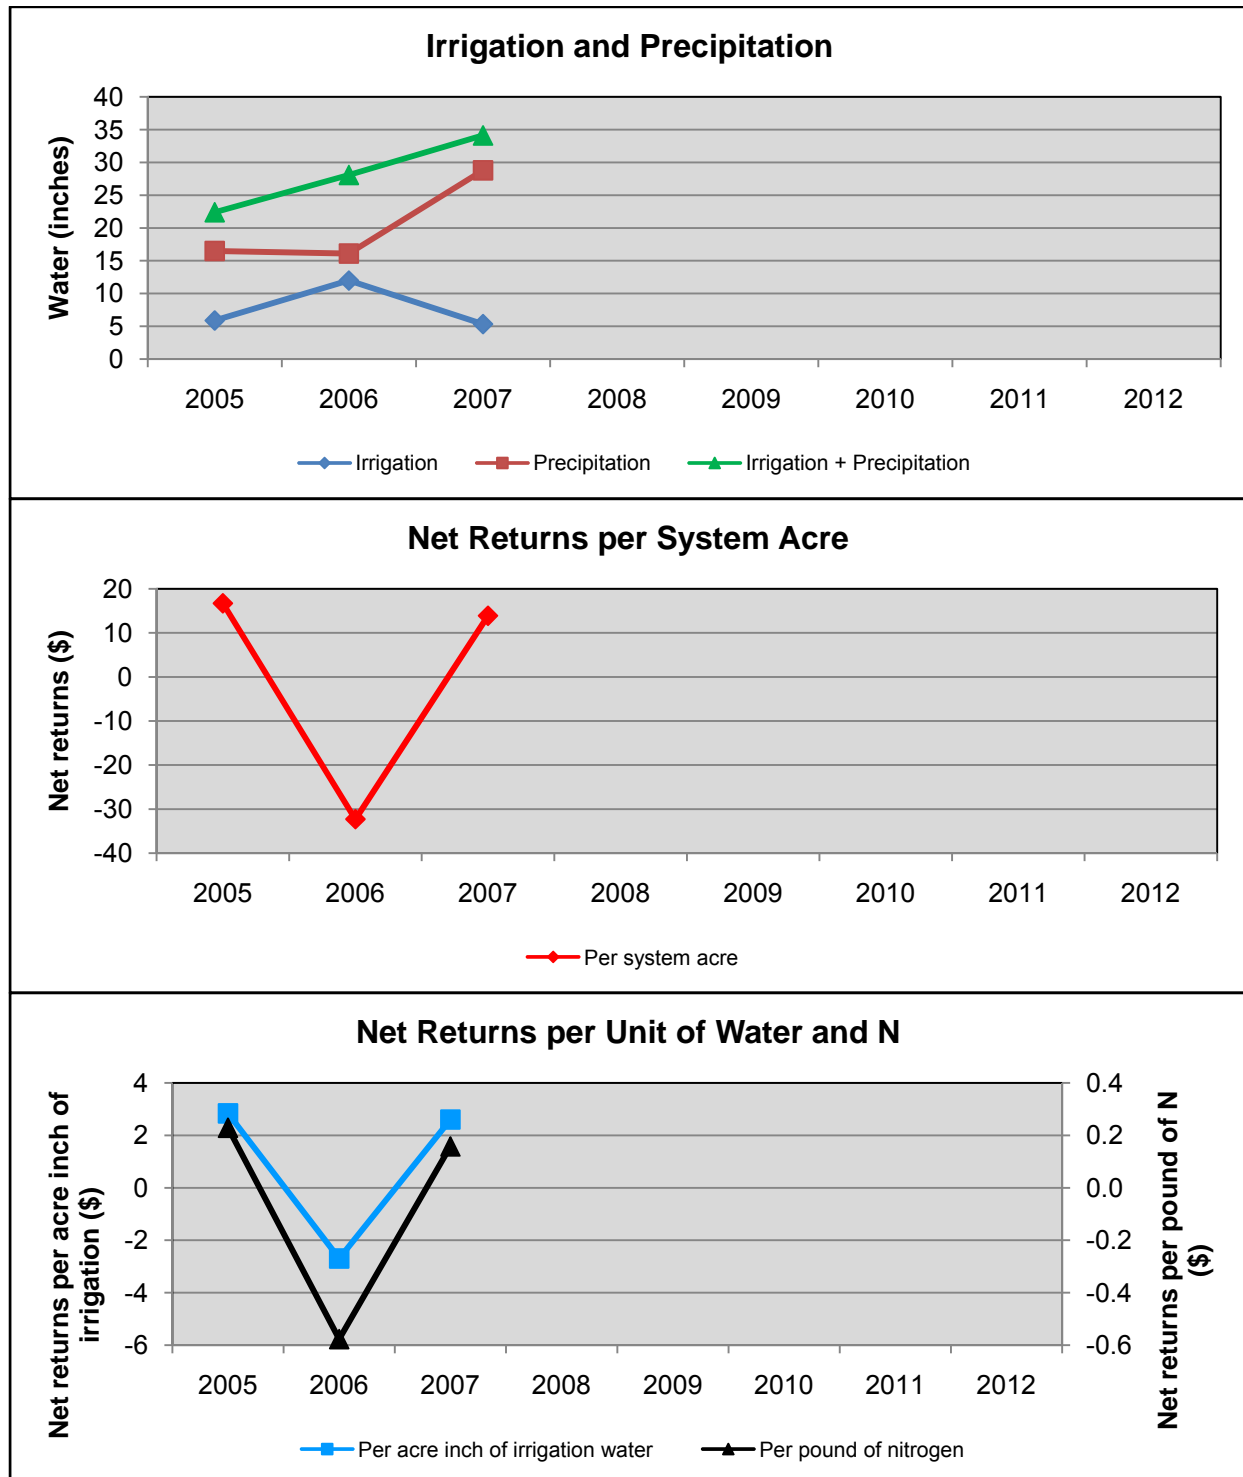 Irrigation and Precipitation
Water (inches)
40
35
30
25
20
15
10
5
0
2005 2006 2007 2008 2009 2010 2011 2012
Irrigation Precipitation Irrigation + Precipitation
Net Returns per System Acre
Net returns ($)
20
10
0
-10
-20
-30
-40
2005 2006 2007 2008 2009 2010 2011 2012
Per system acre
Net Returns per Unit of Water and N
Net returns per acre inch of
irrigation ($)
4
2
0
-2
-4
-6
0.4
0.2
0.0
-0.2
-0.4
-0.6
Net returns per pound of N
($)
2005 2006 2007 2008 2009 2010 2011 2012
Per acre inch of irrigation water Per pound of nitrogen